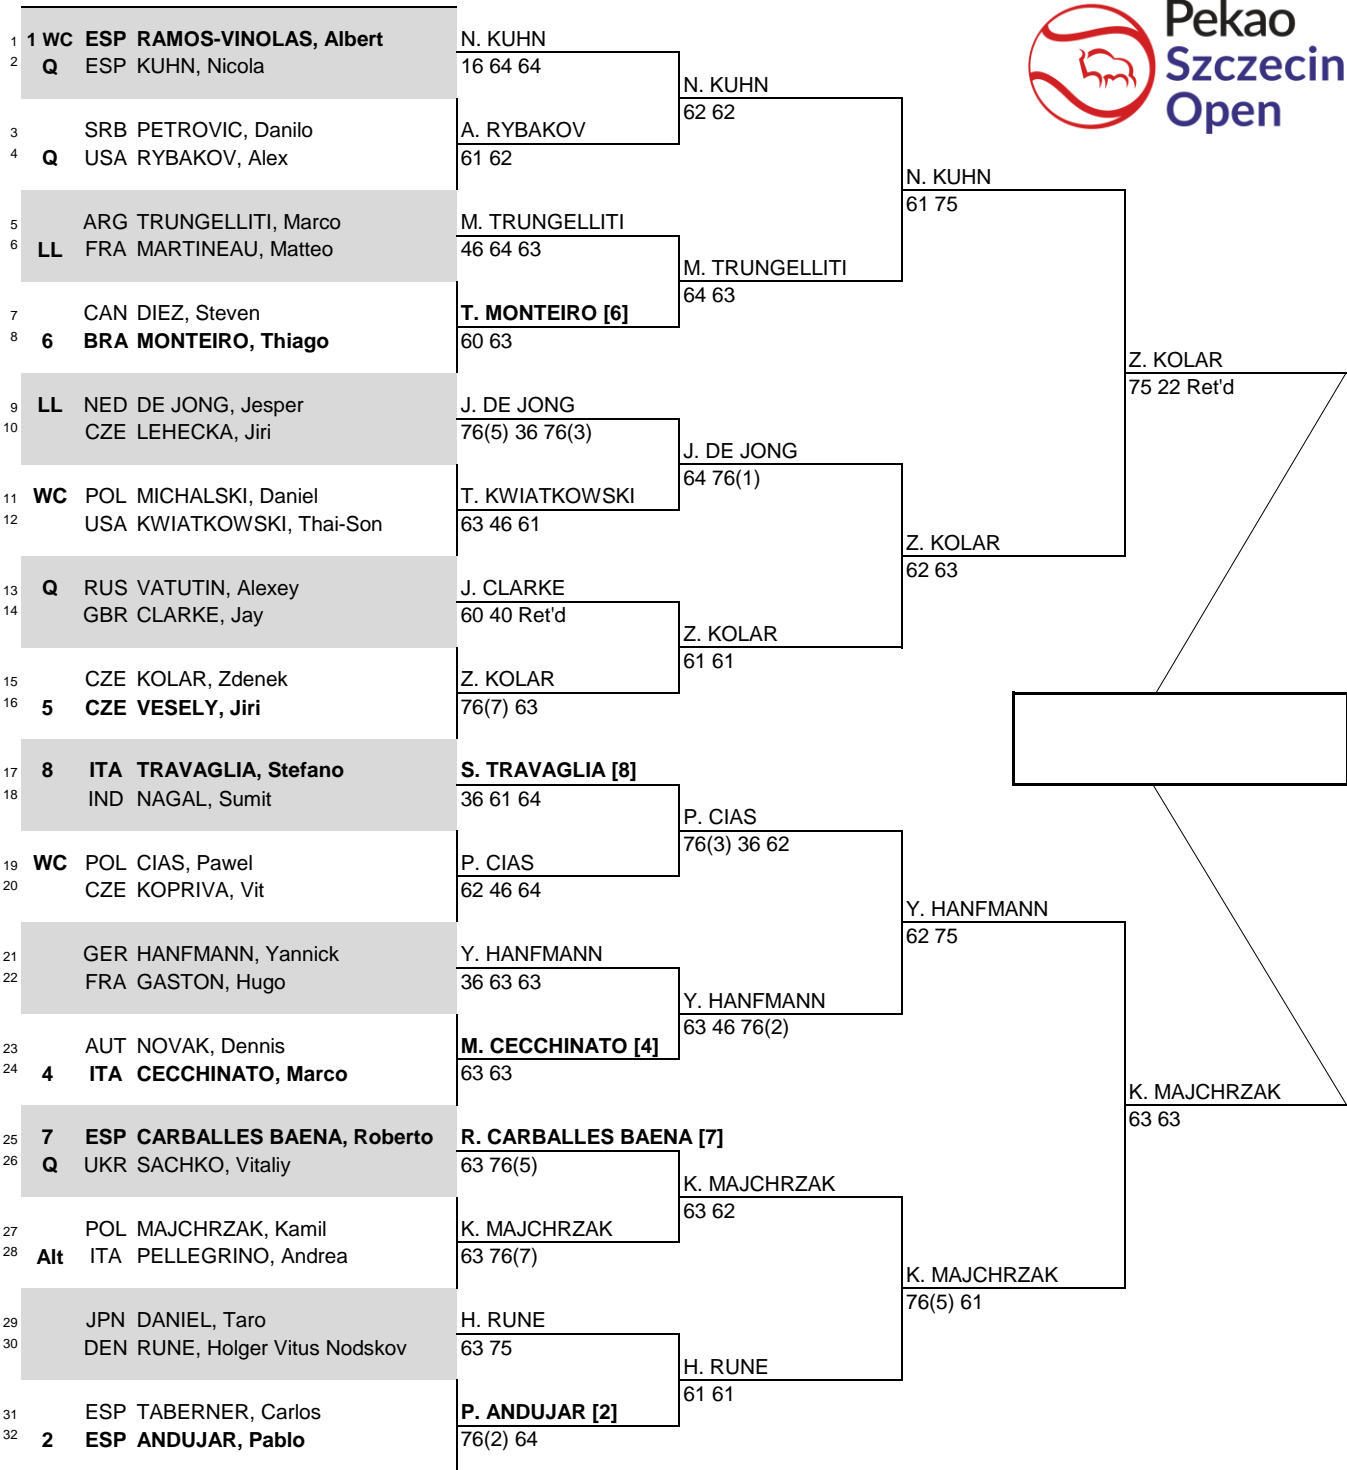 Pekao
Szczecin
Open
1 1 WC ESP RAMOS-VINOLAS, Albert
2 Q ESP KUHN, Nicola
3 SRB PETROVIC, Danilo
4 Q USA RYBAKOV, Alex
5 ARG TRUNGELLITI, Marco
6 LL FRA MARTINEAU, Matteo
7 CAN DIEZ, Steven
8 6 BRA MONTEIRO, Thiago
9 LL NED DE JONG, Jesper
10 CZE LEHECKA, Jiri
11 WC POL MICHALSKI, Daniel
12 USA KWIATKOWSKI, Thai-Son
13 Q RUS VATUTIN, Alexey
14 GBR CLARKE, Jay
15 CZE KOLAR, Zdenek
16 5 CZE VESELY, Jiri
17 8 ITA TRAVAGLIA, Stefano
18 IND NAGAL, Sumit
19 WC POL CIAS, Pawel
20 CZE KOPRIVA, Vit
21 GER HANFMANN, Yannick
22 FRA GASTON, Hugo
23 AUT NOVAK, Dennis
24 4 ITA CECCHINATO, Marco
25 7 ESP CARBALLES BAENA, Roberto
26 Q UKR SACHKO, Vitaliy
27 POL MAJCHRZAK, Kamil
28 Alt ITA PELLEGRINO, Andrea
29 JPN DANIEL, Taro
30 DEN RUNE, Holger Vitus Nodskov
31 ESP TABERNER, Carlos
32 2 ESP ANDUJAR, Pablo
N. KUHN
16 64 64
A. RYBAKOV
61 62
M. TRUNGELLITI
46 64 63
T. MONTEIRO [6]
60 63
J. DE JONG
76(5) 36 76(3)
T. KWIATKOWSKI
63 46 61
J. CLARKE
60 40 Ret'd
Z. KOLAR
76(7) 63
S. TRAVAGLIA [8]
36 61 64
P. CIAS
62 46 64
Y. HANFMANN
36 63 63
M. CECCHINATO [4]
63 63
R. CARBALLES BAENA [7]
63 76(5)
K. MAJCHRZAK
63 76(7)
H. RUNE
63 75
P. ANDUJAR [2]
76(2) 64
N. KUHN
62 62
M. TRUNGELLITI
64 63
J. DE JONG
64 76(1)
Z. KOLAR
61 61
P. CIAS
76(3) 36 62
Y. HANFMANN
63 46 76(2)
K. MAJCHRZAK
63 62
H. RUNE
61 61
N. KUHN
61 75
Z. KOLAR
62 63
Y. HANFMANN
62 75
K. MAJCHRZAK
76(5) 61
Z. KOLAR
75 22 Ret'd
K. MAJCHRZAK
63 63